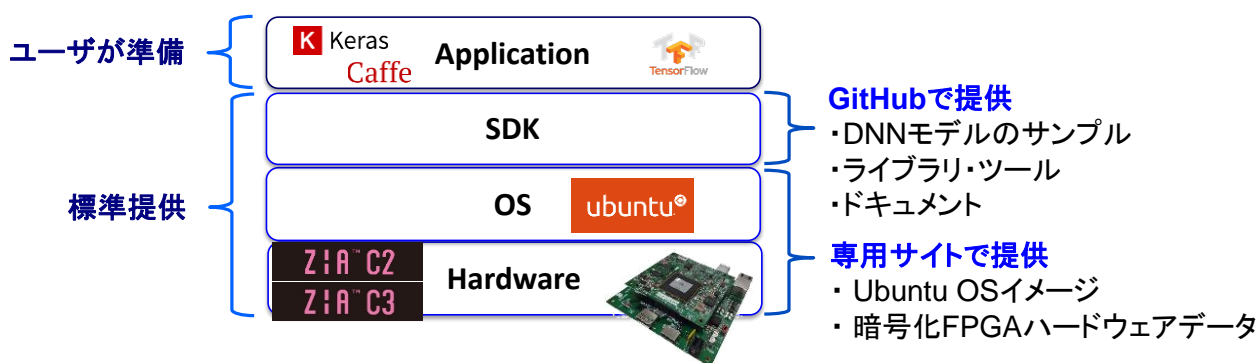 ユーザが準備
K Keras
Caffe
Application
TensorFlow
標準提供
SDK
GitHubで提供
・DNNモデルのサンプル
・ライブラリ・ツール
・ドキュメント
OS
ubuntu®
ZIA™ C2
ZIA™ C3
Hardware
専用サイトで提供
・ Ubuntu OSイメージ
・ 暗号化FPGAハードウェアデータ